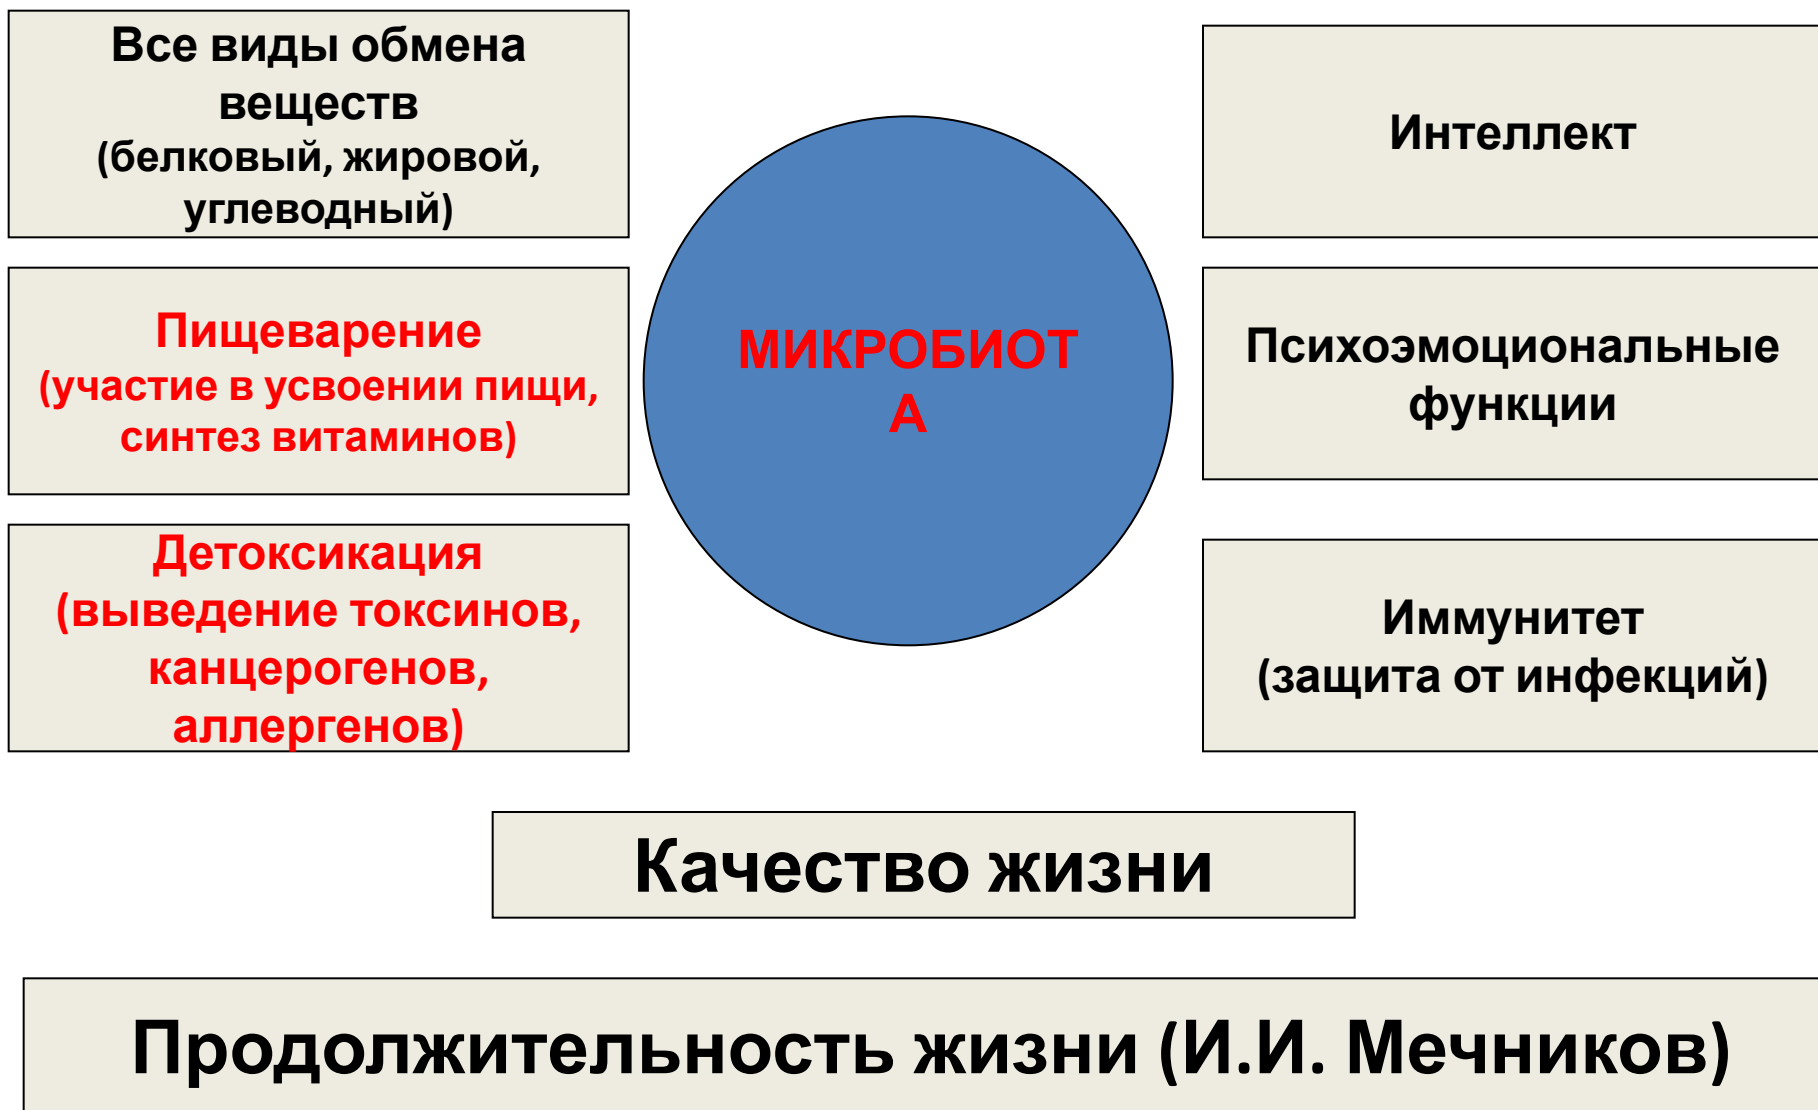 Все виды обмена
веществ
(белковый, жировой,
углеводный)
Пищеварение
(участие в усвоении пищи,
синтез витаминов)
Детоксикация
(выведение токсинов,
канцерогенов,
аллергенов)
МИКРОБИОТ
А
Интеллект
Психоэмоциональные
функции
Иммунитет
(защита от инфекций)
Качество жизни
Продолжительность жизни (И.И. Мечников)